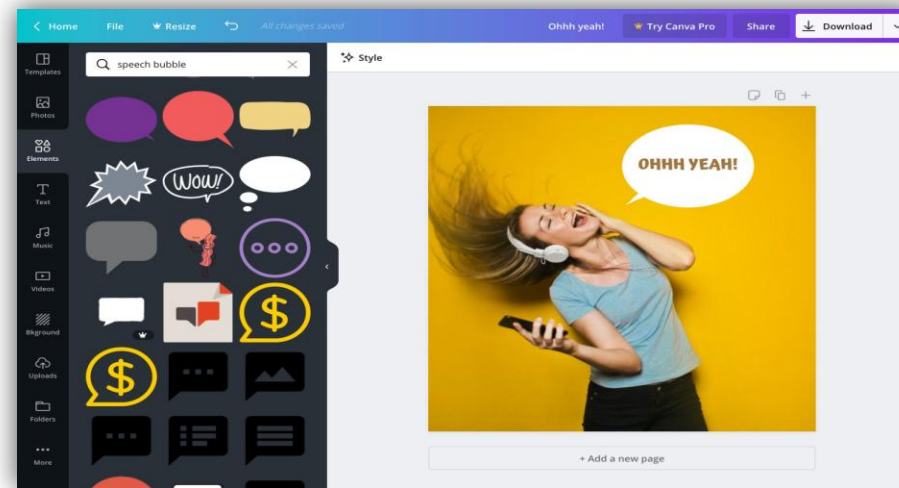 Home File Resize All changes saved Ohhh yeah! Try Canva Pro Share Download
Templates
Photos
Elements
Text
Music
Videos
Bkground
Uploads
Folders
More
speech bubble
WOW!
$
$
Style
OHHH YEAH!
+ Add a new page